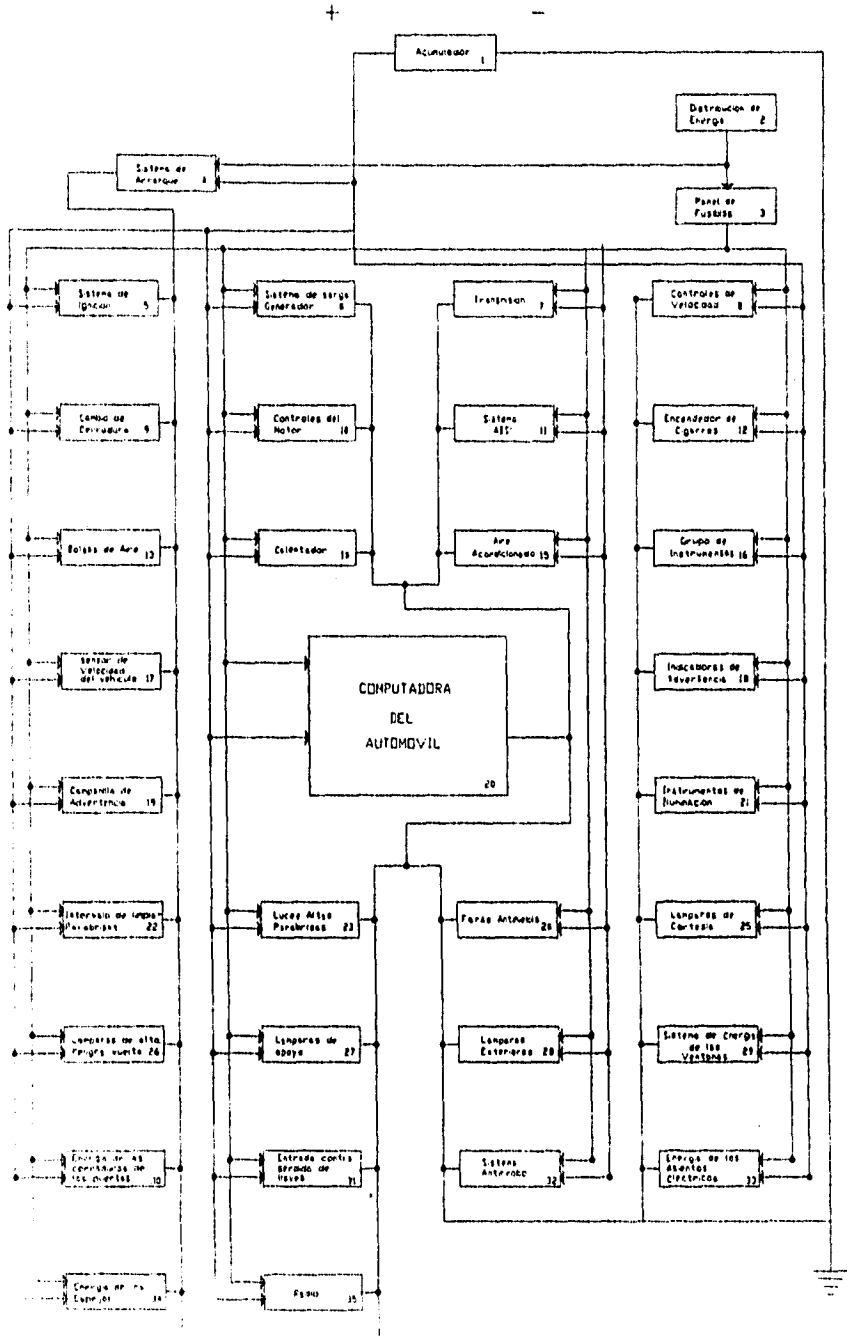 + -
Acumulador 1
Distribucion de
Energia 2
Sistema de
Arranque 4
Panel de
Fusibles 3
Sistema de
Ignicion 5
Sistema de carga
Generador 6
Transmision 7
Controles de
Velocidad 8
Cambio de
Cerradura 9
Controles del
Motor 10
Sistema
ABS 11
Encendedor de
Cigarros 12
Bolsas de Aire 13
Calentador 14
Aire
Acondicionado 15
Grupo de
Instrumentos 16
Sensor de
Velocidad
del vehiculo 17
COMPUTADORA
DEL
AUTOMOVIL
20
Indicadores de
Advertencia 18
Campanilla de
Advertencia 19
Instrumentos de
Iluminacion 21
Intervalo de limpia-
Parabrisas 22
Luces Altas
Parabrisas 23
Faros Antiniebla 24
Lamparas de
Cortesia 25
Lamparas de alto,
vuelta 26
Lamparas de
apoyo 27
Lamparas
Exteriores 28
Sistema de Energia
de las
Ventanas 29
Energia de las
cerraduras de
las puertas 30
Entrada contra
perdida de
llaves 31
Sistema
Antirrobo 32
Energia de los
Asientos
Electricos 33
Energia de los
Espejos 34
Radio 35